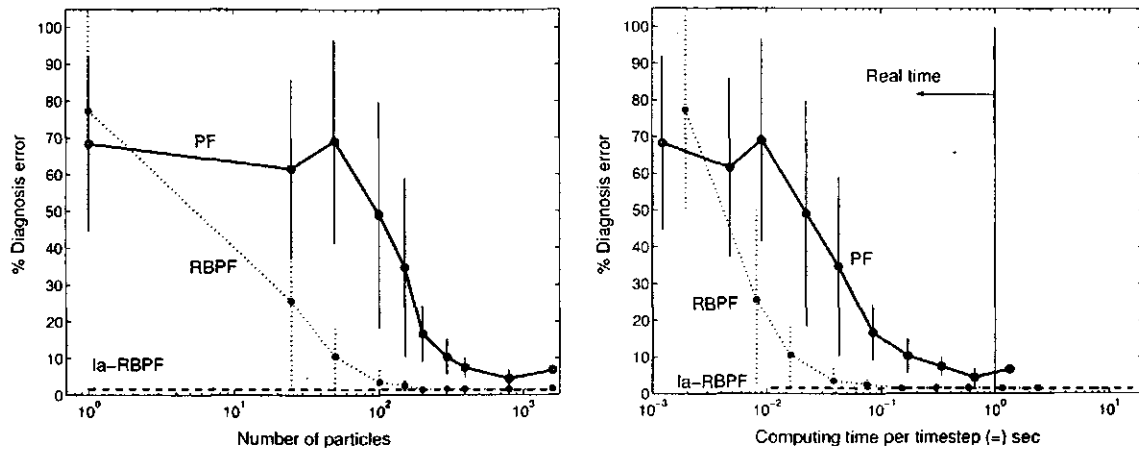 100
90
80
70
60
50
40
30
20
10
0
% Diagnosis error
PF
RBPF
la-RBPF
10^0
10^1
10^2
10^3
Number of particles
100
90
80
70
60
50
40
30
20
10
0
% Diagnosis error
Real time
PF
RBPF
la-RBPF
10^-3
10^-2
10^-1
10^0
10^1
Computing time per timestep (=) sec